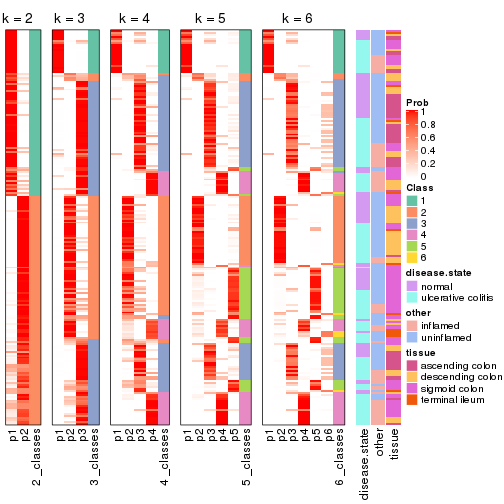 k = 2 k = 3 k = 4 k = 5 k = 6
Prob
1
0.8
0.6
0.4
0.2
0
Class
1
2
3
4
5
6
disease.state
normal
ulcerative colitis
other
inflamed
uninflamed
tissue
ascending colon
descending colon
sigmoid colon
terminal ileum
p1 p2 2_classes p1 p2 p3 3_classes p1 p2 p3 p4 4_classes p1 p2 p3 p4 p5 5_classes p1 p2 p3 p4 p5 p6 6_classes disease.state other tissue